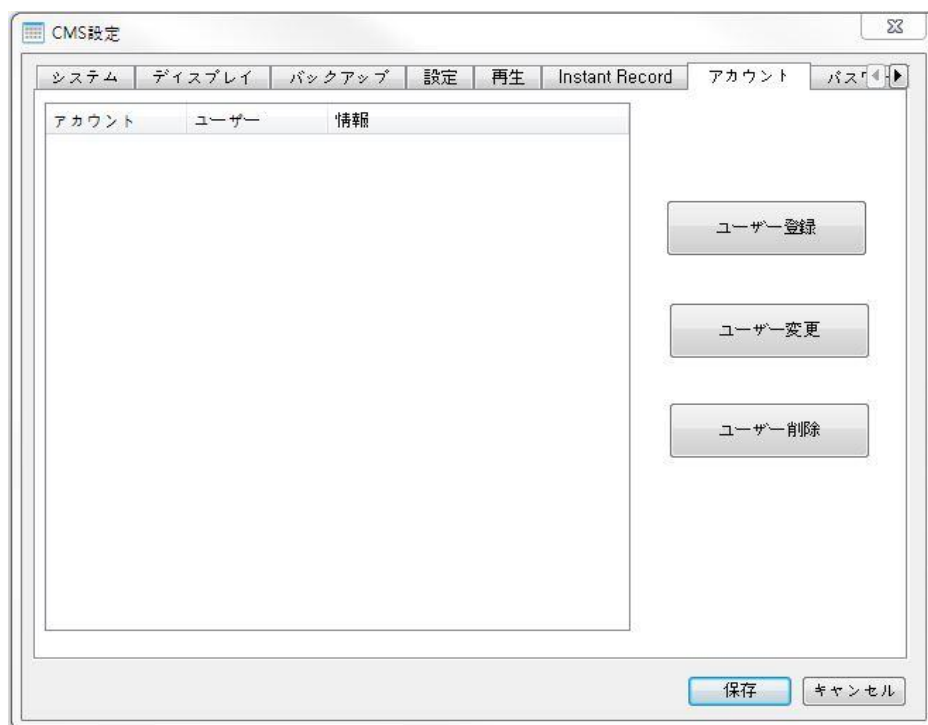 CMS設定
システム ディスプレイ バックアップ 設定 再生 Instant Record アカウント パスワ
アカウント ユーザー 情報
ユーザー登録
ユーザー変更
ユーザー削除
保存 キャンセル